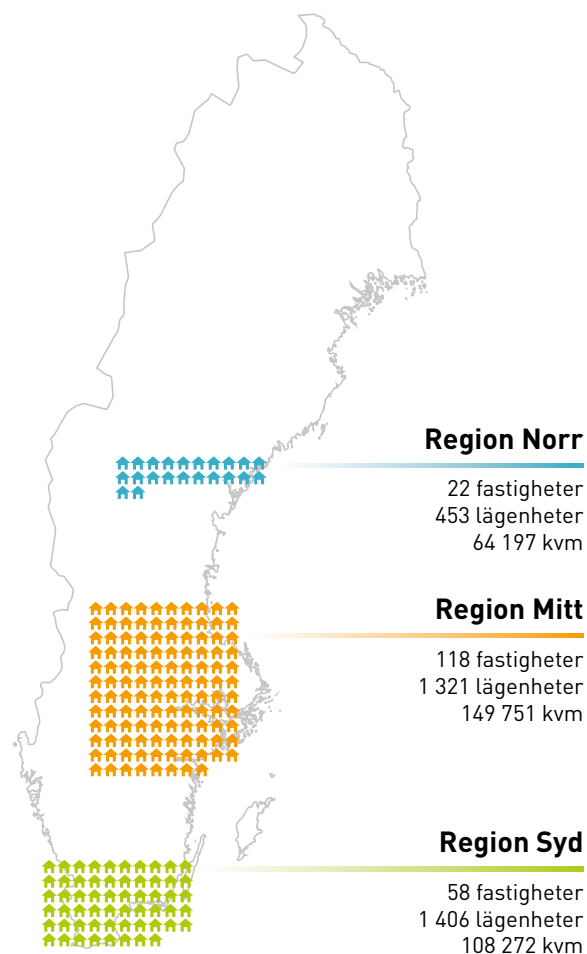 Region Norr
22 fastigheter
453 lägenheter
64 197 kvm
Region Mitt
118 fastigheter
1 321 lägenheter
149 751 kvm
Region Syd
58 fastigheter
1 406 lägenheter
108 272 kvm